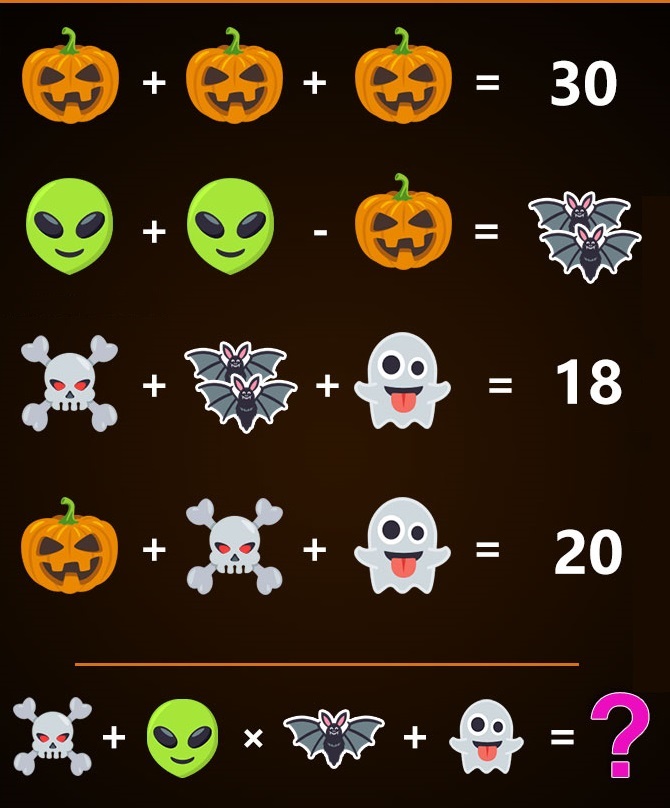 + + = 30
+ - =
+ + = 18
+ + = 20
+ × + = ?